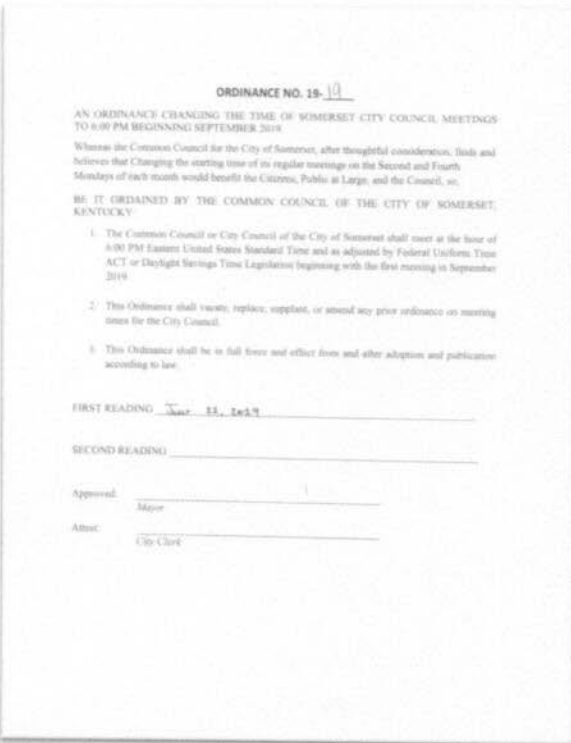 ORDINANCE NO. 19-19
AN ORDINANCE CHANGING THE TIME OF SOMERSET CITY COUNCIL MEETINGS
TO 6:00 PM BEGINNING SEPTEMBER 2019
Whereas the Common Council for the City of Somerset, after thoughtful consideration, finds and
believes that Changing the starting time of its regular meetings on the Second and Fourth
Mondays of each month would benefit the Citizens, Public at Large, and the Council, so,
BE IT ORDAINED BY THE COMMON COUNCIL OF THE CITY OF SOMERSET,
KENTUCKY
1. The Common Council or City Council of the City of Somerset shall meet at the hour of
6:00 PM Eastern United States Standard Time and as adjusted by Federal Uniform Time
ACT or Daylight Savings Time Legislation beginning with the first meeting in September
2019
2. This Ordinance shall vacate, replace, supplant, or amend any prior ordinance on meeting
times for the City Council.
3. This Ordinance shall be in full force and effect from and after adoption and publication
according to law.
FIRST READING 2019
SECOND READING
Approved:
Mayor
Attest:
City Clerk